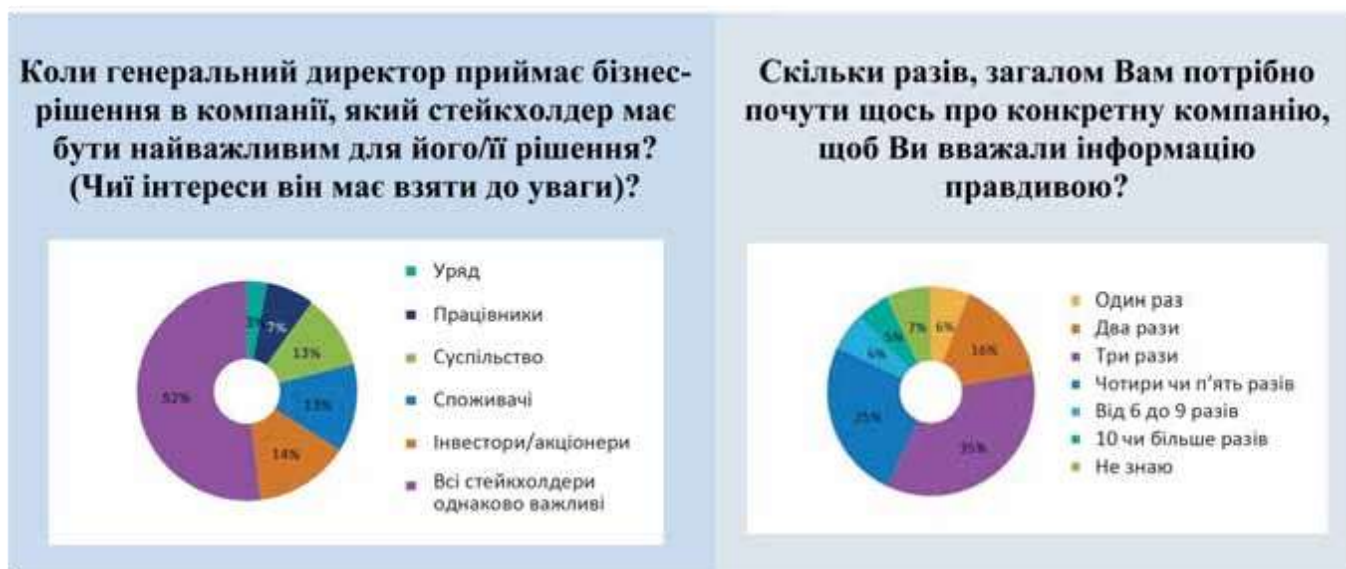 Коли генеральний директор приймає бізнес-
рішення в компанії, який стейкхолдер має
бути найважливим для його/її рішення?
(Чиї інтереси він має взяти до уваги)?
3%
7%
13%
13%
14%
52%
Уряд
Працівники
Суспільство
Споживачі
Інвестори/акціонери
Всі стейкхолдери
однаково важливі
Скільки разів, загалом Вам потрібно
почути щось про конкретну компанію,
щоб Ви вважали інформацію
правдивою?
6%
16%
35%
25%
6%
5%
7%
Один раз
Два рази
Три рази
Чотири чи п'ять разів
Від 6 до 9 разів
10 чи більше разів
Не знаю